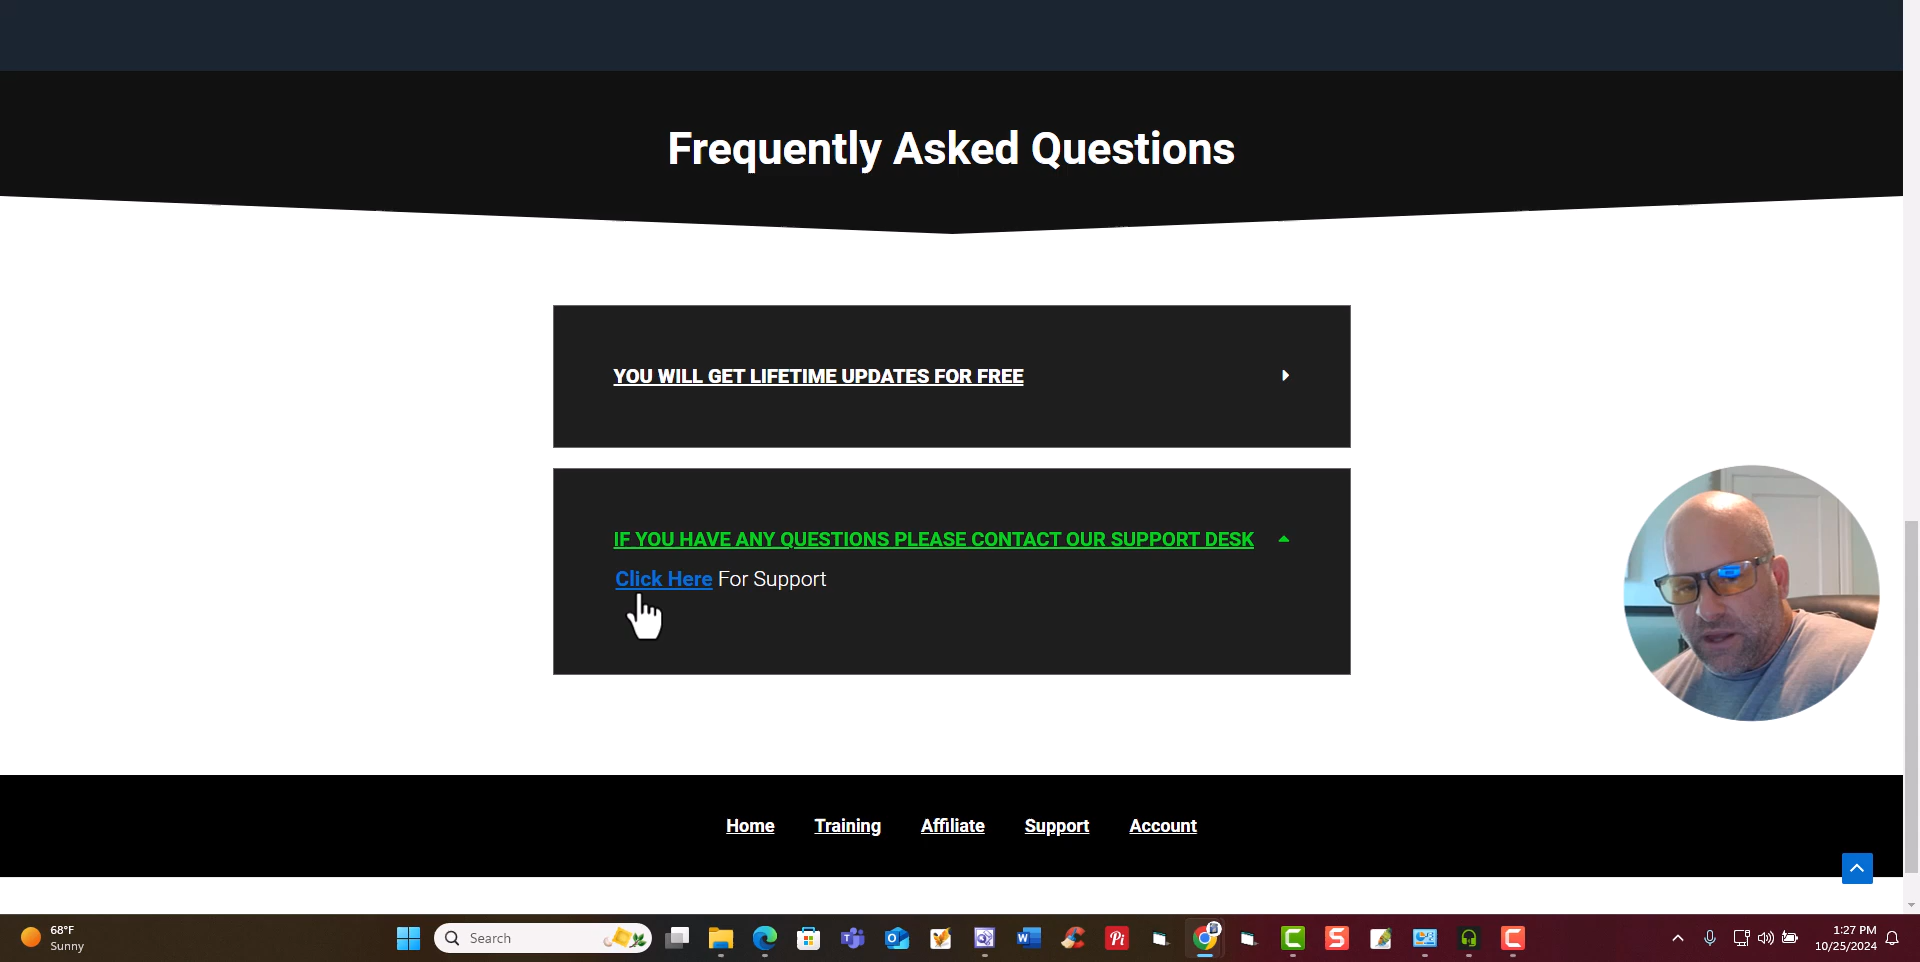 Frequently Asked Questions
YOU WILL GET LIFETIME UPDATES FOR FREE
IF YOU HAVE ANY QUESTIONS PLEASE CONTACT OUR SUPPORT DESK
Click Here For Support
Home Training Affiliate Support Account
68°F
Sunny
Search
1:27 PM
10/25/2024